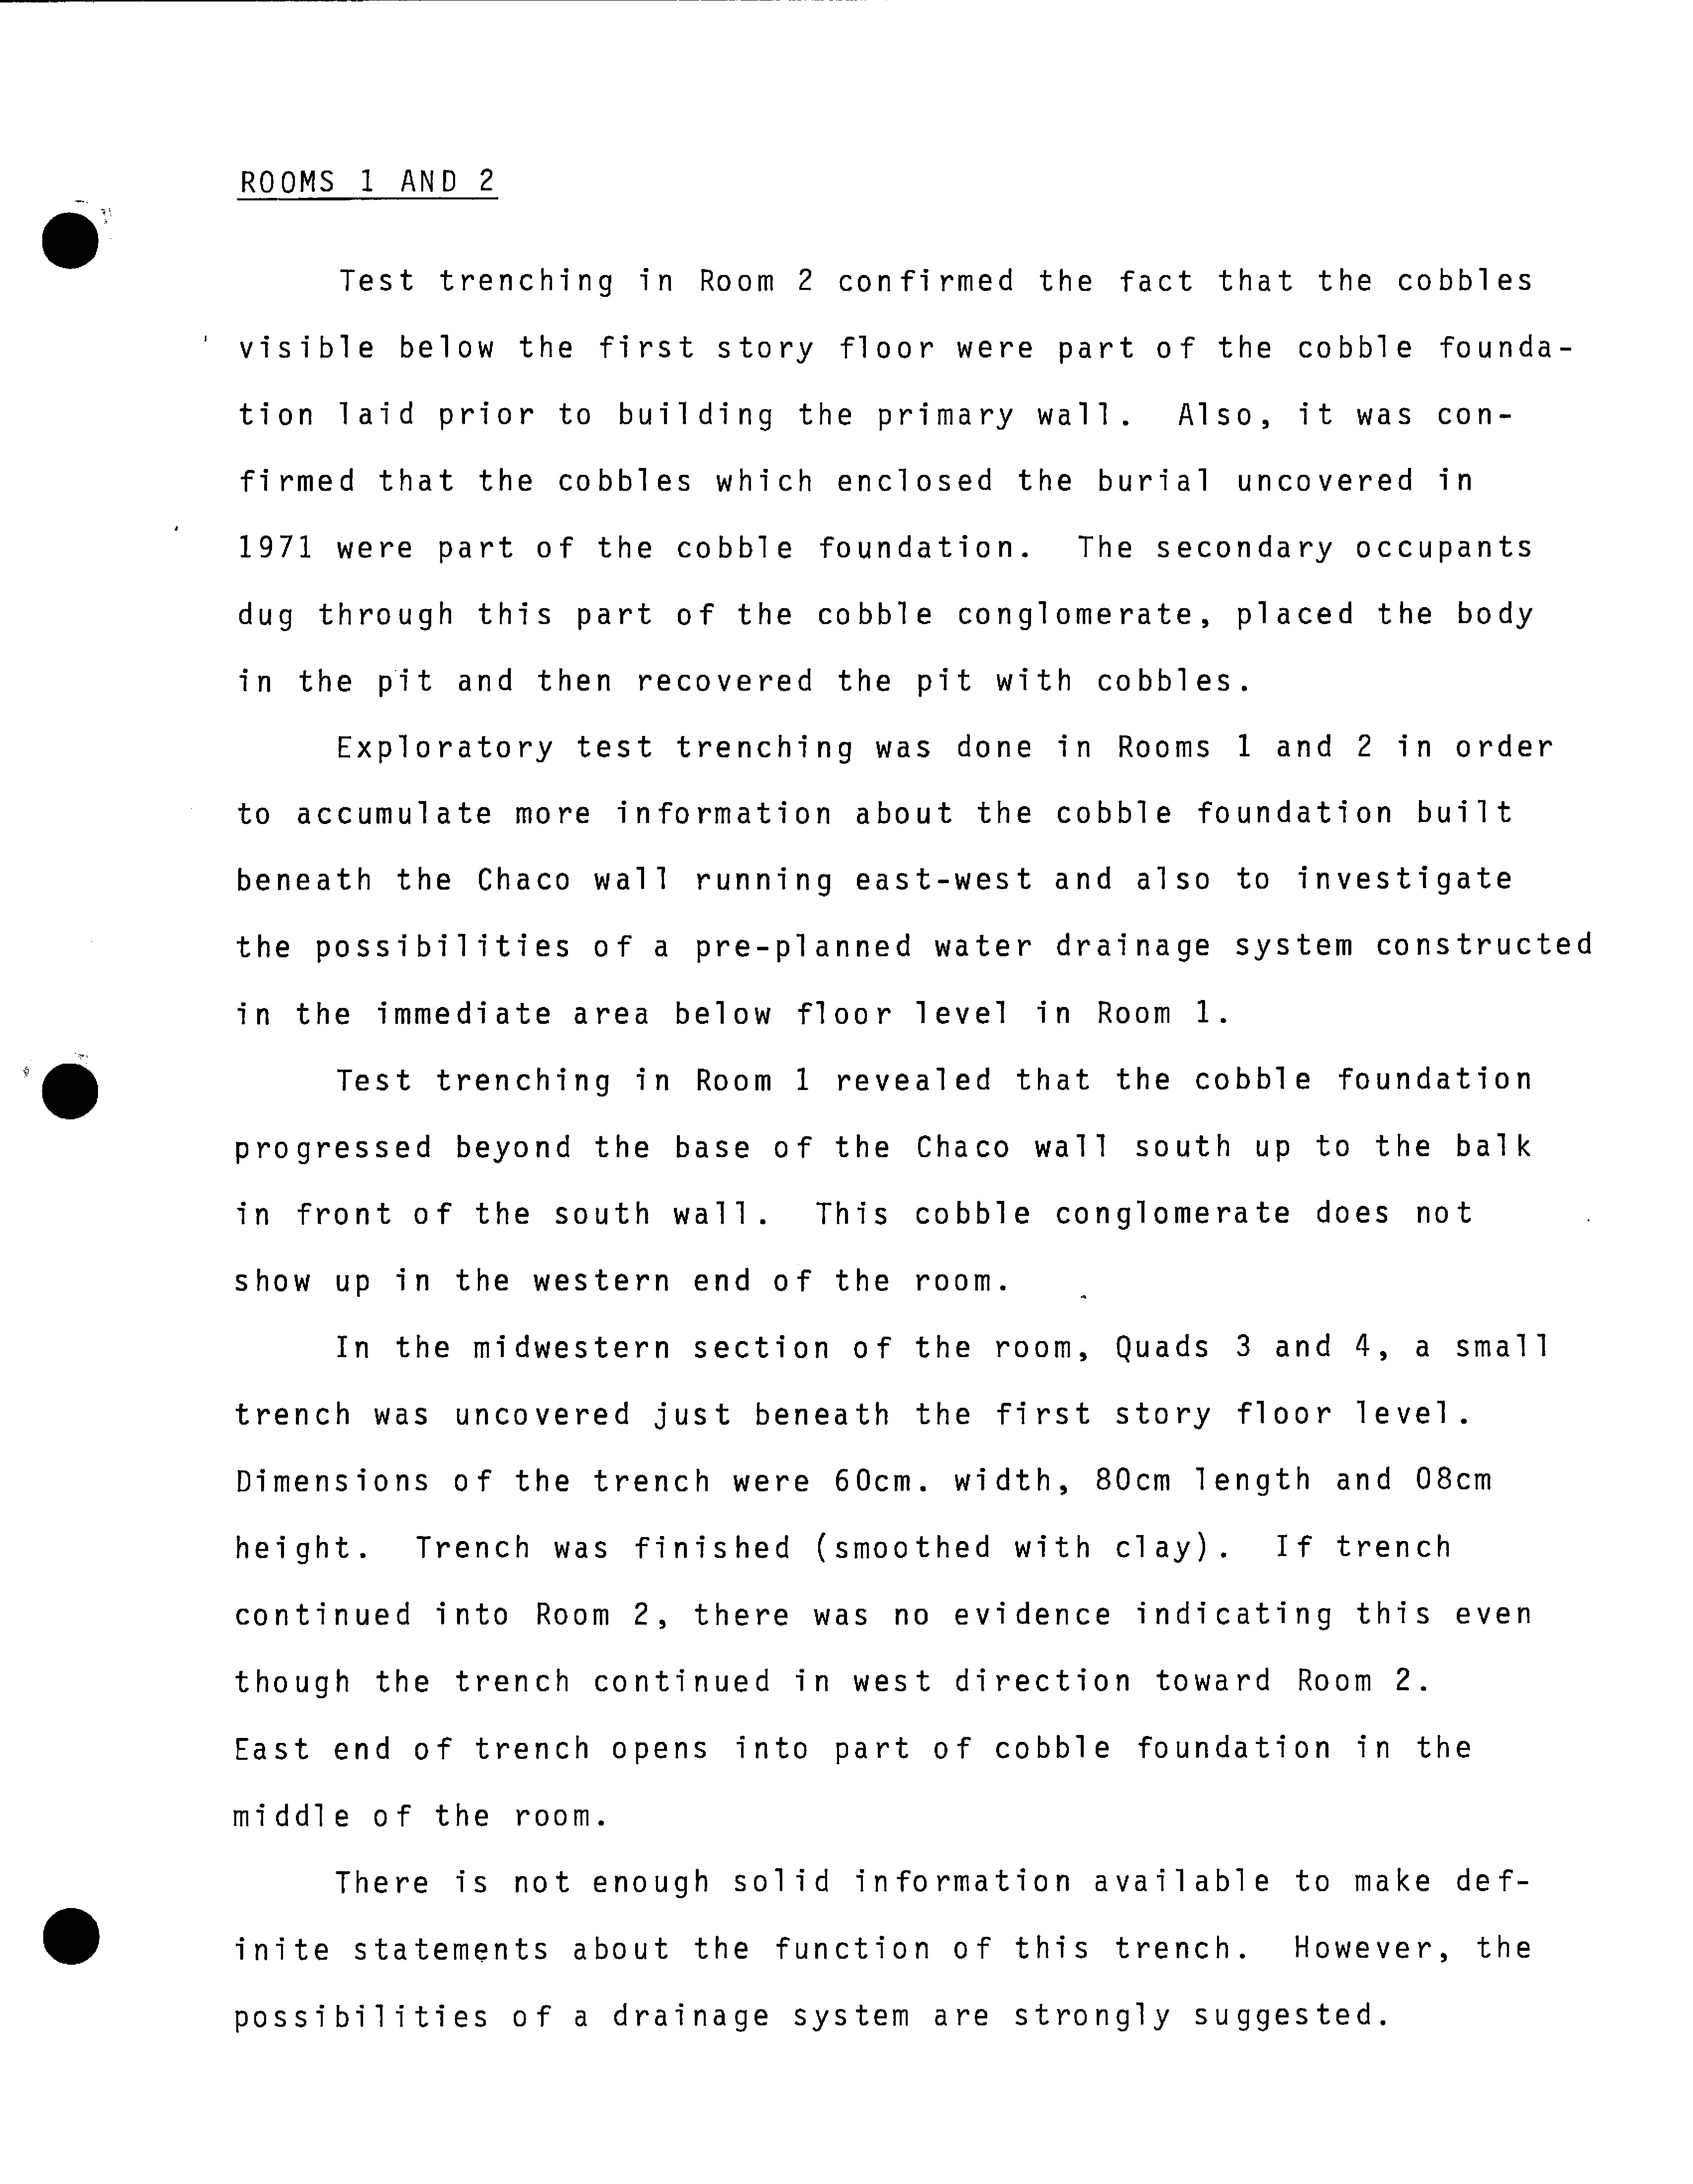 ROOMS 1 AND 2
Test trenching in Room 2 confirmed the fact that the cobbles
visible below the first story floor were part of the cobble founda-
tion laid prior to building the primary wall. Also, it was con-
firmed that the cobbles which enclosed the burial uncovered in
1971 were part of the cobble foundation. The secondary occupants
dug through this part of the cobble conglomerate, placed the body
in the pit and then recovered the pit with cobbles.
Exploratory test trenching was done in Rooms 1 and 2 in order
to accumulate more information about the cobble foundation built
beneath the Chaco wall running east-west and also to investigate
the possibilities of a pre-planned water drainage system constructed
in the immediate area below floor level in Room 1.
Test trenching in Room 1 revealed that the cobble foundation
progressed beyond the base of the Chaco wall south up to the balk
in front of the south wall. This cobble conglomerate does not
show up in the western end of the room.
In the midwestern section of the room, Quads 3 and 4, a small
trench was uncovered just beneath the first story floor level.
Dimensions of the trench were 60cm. width, 80cm length and 08cm
height. Trench was finished (smoothed with clay). If trench
continued into Room 2, there was no evidence indicating this even
though the trench continued in west direction toward Room 2.
East end of trench opens into part of cobble foundation in the
middle of the room.
There is not enough solid information available to make def-
inite statements about the function of this trench. However, the
possibilities of a drainage system are strongly suggested.